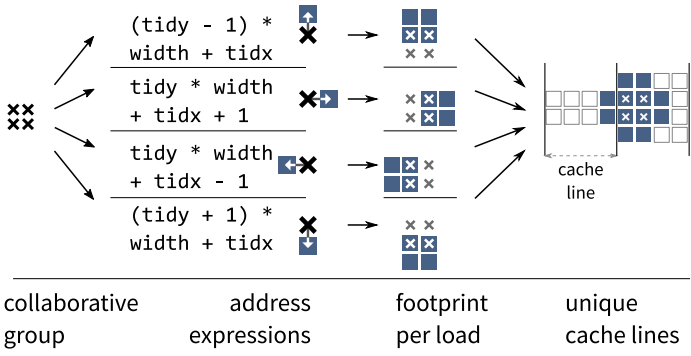 (tidy - 1) *
width + tidx
tidy * width
+ tidx + 1
tidy * width
+ tidx - 1
(tidy + 1) *
width + tidx
cache
line
collaborative
group
address
expressions
footprint
per load
unique
cache lines